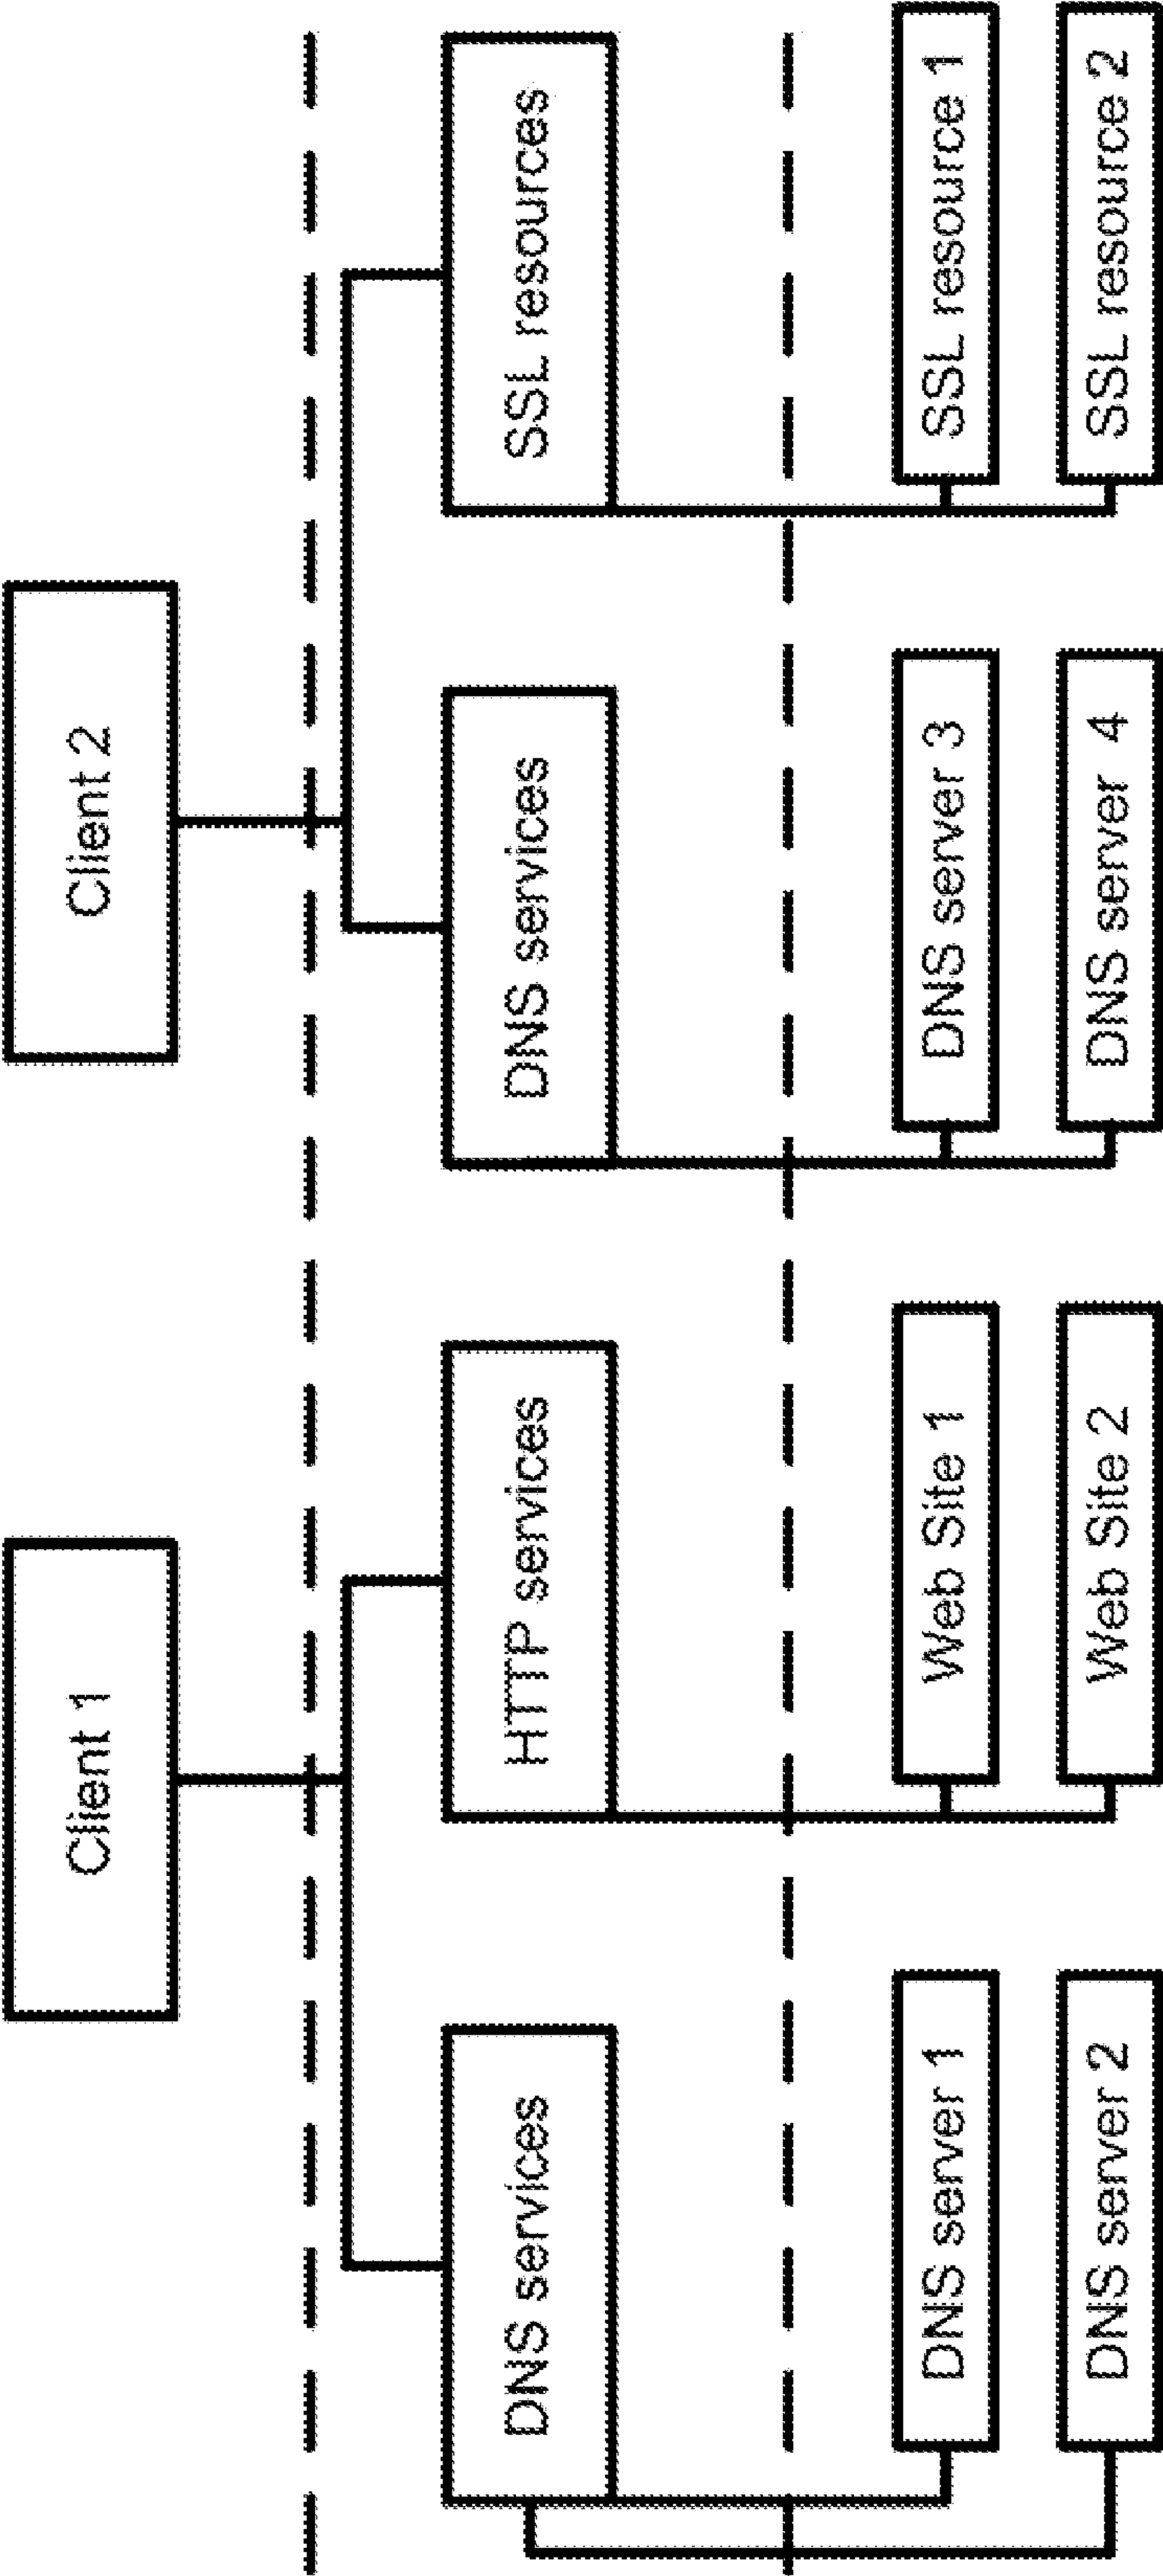 Client 1
Client 2
DNS services
HTTP services
DNS services
SSL resources
DNS server 1
Web Site 1
DNS server 3
SSL resource 1
DNS server 2
Web Site 2
DNS server 4
SSL resource 2